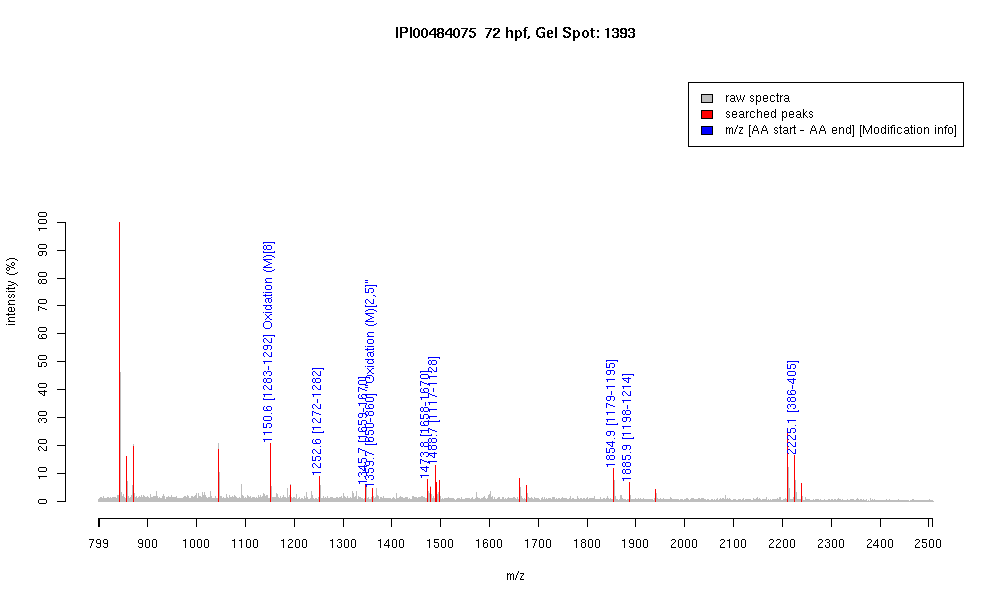 IPI00484075 72 hpf, Gel Spot: 1393
raw spectra
searched peaks
m/z [AA start - AA end] [Modification info]
intensity (%)
100
90
80
70
60
50
40
30
20
10
0
1150.6 [1283-1292] Oxidation (M)[8]
1252.6 [1272-1282]
1345.7 [1659-1670]
1359.7 [850-860] "Oxidation (M)[2,5]"
1473.8 [1658-1670]
1488.7 [1117-1128]
1854.9 [1179-1195]
1885.9 [1198-1214]
2225.1 [386-405]
799 900 1000 1100 1200 1300 1400 1500 1600 1700 1800 1900 2000 2100 2200 2300 2400 2500
m/z